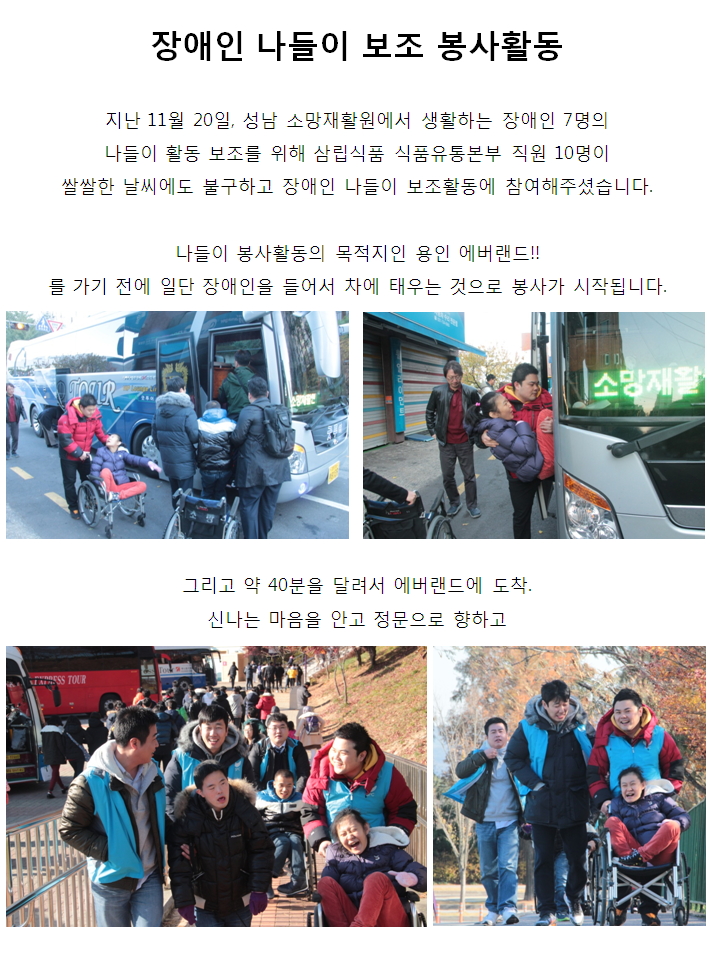 장애인 나들이 보조 봉사활동
지난 11월 20일, 성남 소망재활원에서 생활하는 장애인 7명의
나들이 활동 보조를 위해 삼립식품 식품유통본부 직원 10명이
쌀쌀한 날씨에도 불구하고 장애인 나들이 보조활동에 참여해주셨습니다.
나들이 봉사활동의 목적지인 용인 에버랜드!!
를 가기 전에 일단 장애인을 들어서 차에 태우는 것으로 봉사가 시작됩니다.
TOUR
소망재활
그리고 약 40분을 달려서 에버랜드에 도착.
신나는 마음을 안고 정문으로 향하고
EXPRESS TOUR